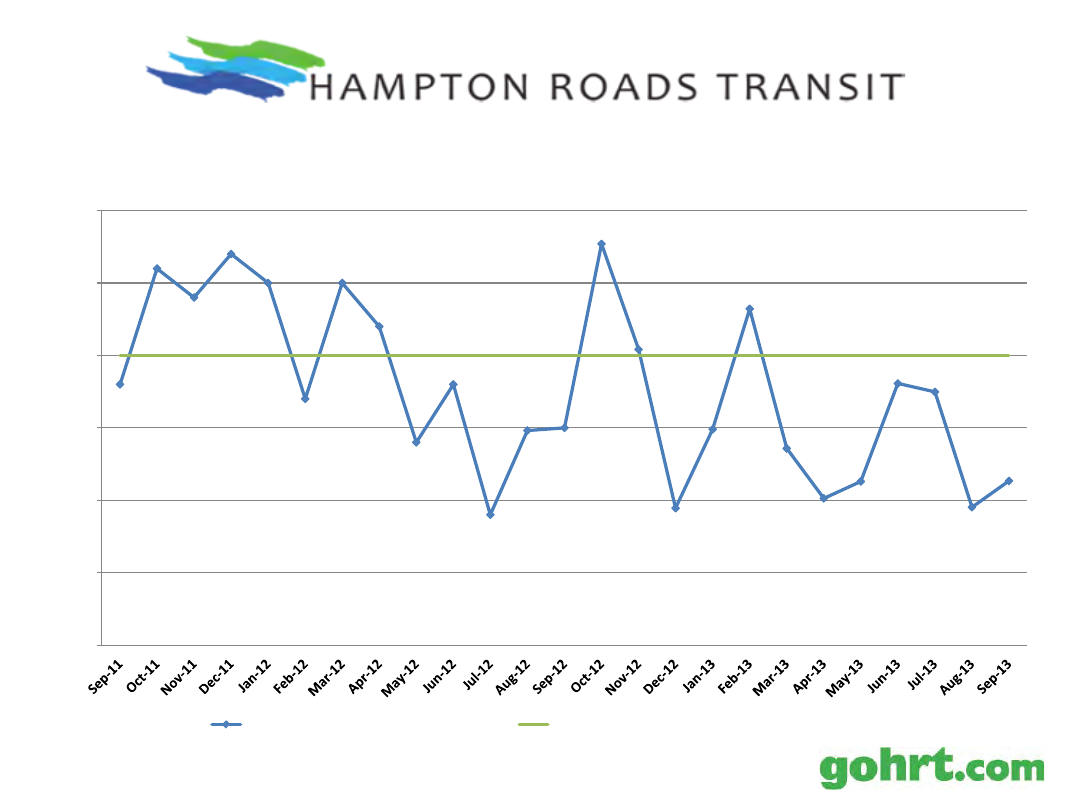 HAMPTON ROADS TRANSIT
Sep-11 Oct-11 Nov-11 Dec-11 Jan-12 Feb-12 Mar-12 Apr-12 May-12 Jun-12 Jul-12 Aug-12 Sep-12 Oct-12 Nov-12 Dec-12 Jan-13 Feb-13 Mar-13 Apr-13 May-13 Jun-13 Jul-13 Aug-13 Sep-13
gohrt.com